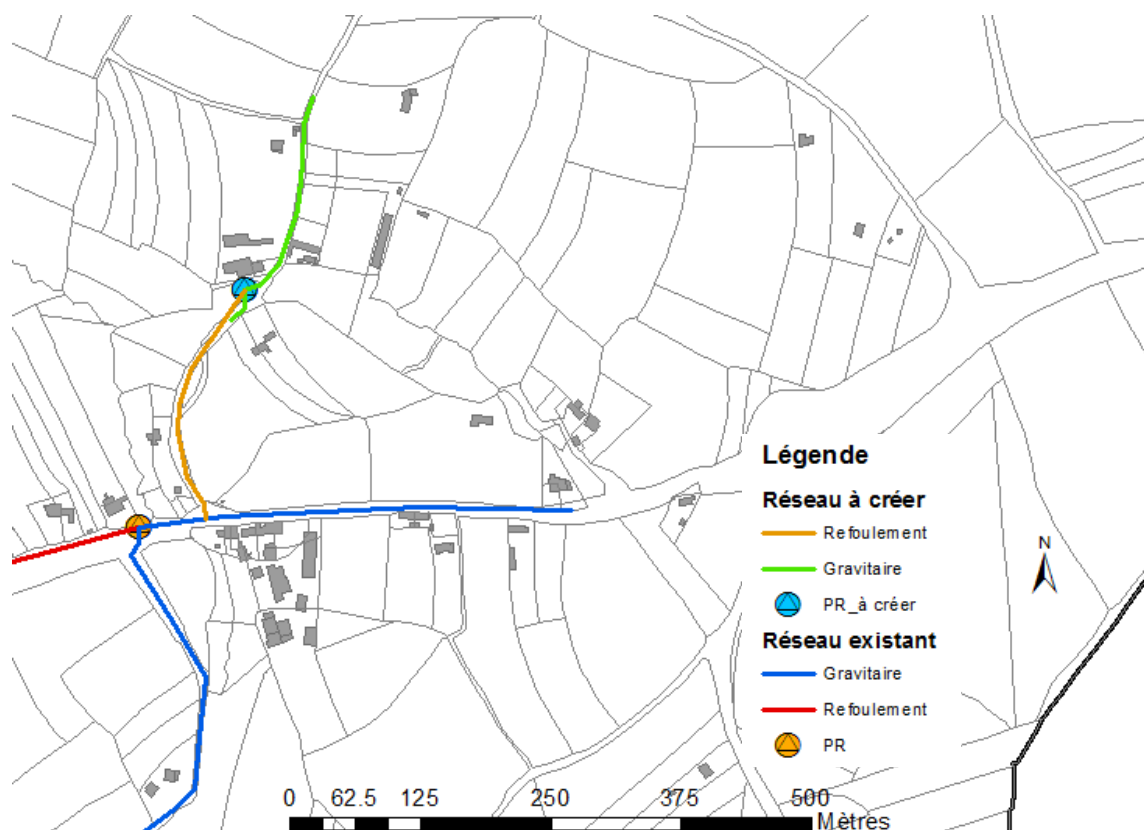 Légende
Réseau à créer
Refoulement
Gravitaire
PR_à créer
N
Réseau existant
Gravitaire
Refoulement
PR
0 62.5 125 250 375 500
Mètres